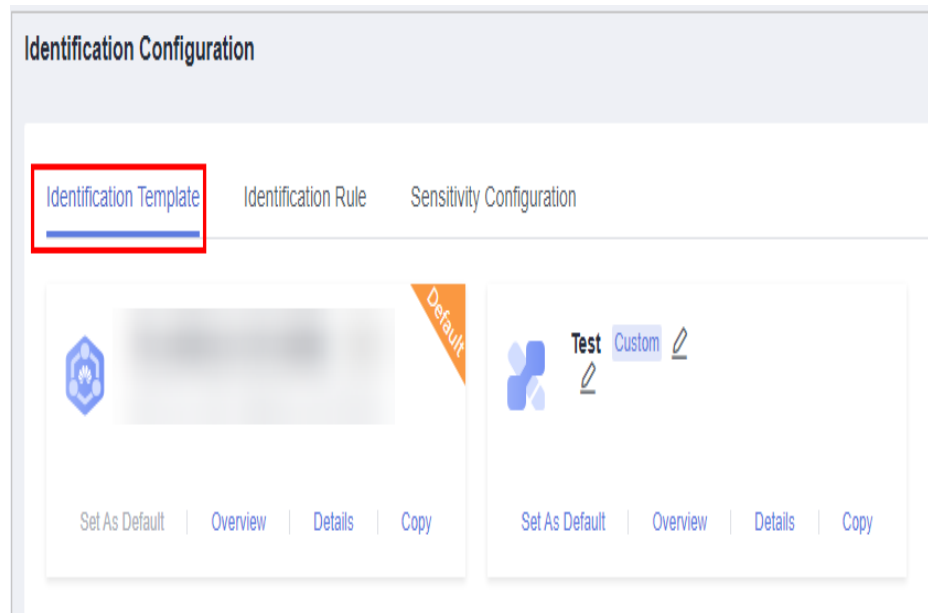 Identification Configuration
Identification Template Identification Rule Sensitivity Configuration
Default
Test Custom
Set As Default Overview Details Copy
Set As Default Overview Details Copy